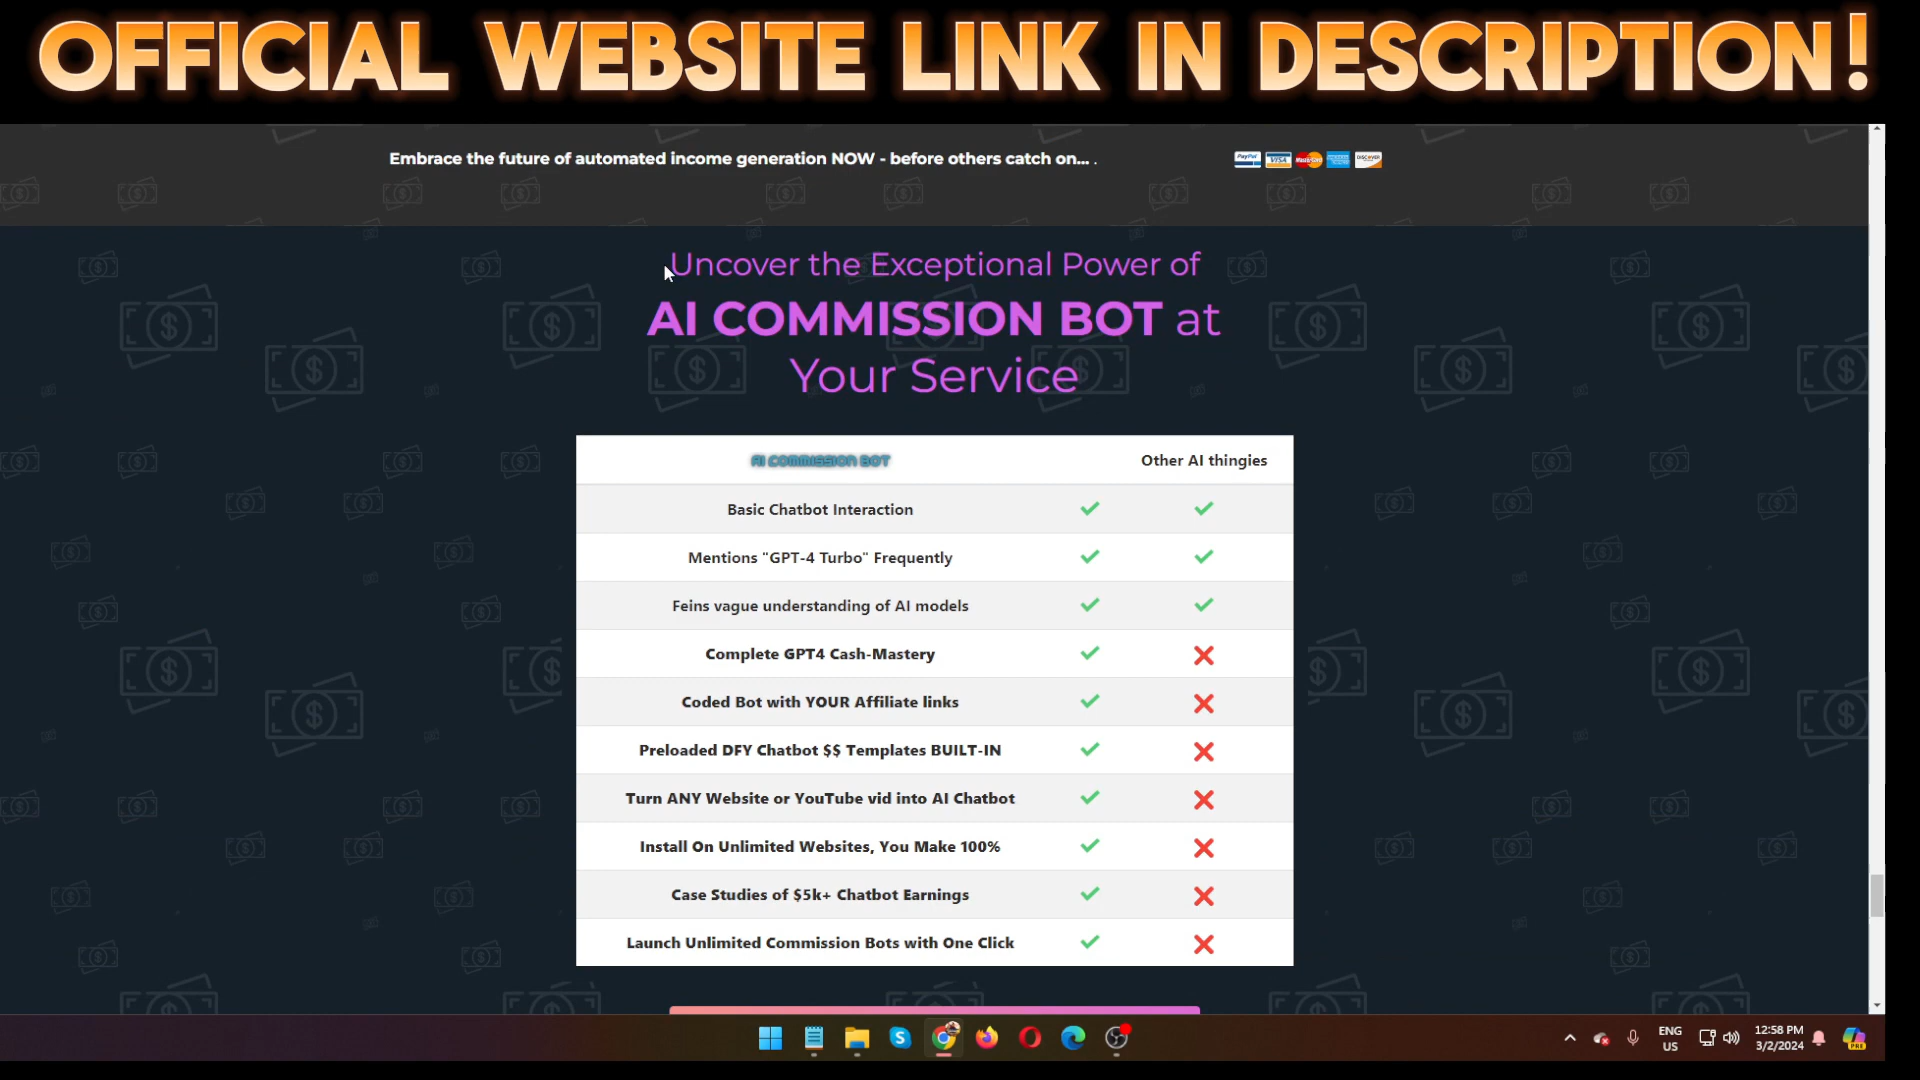 OFFICIAL WEBSITE LINK IN DESCRIPTION!
Embrace the future of automated income generation NOW - before others catch on... .
PayPal VISA MasterCard DISCOVER
Uncover the Exceptional Power of
AI COMMISSION BOT at
Your Service
AI COMMISSION BOT Other AI thingies
Basic Chatbot Interaction
Mentions "GPT-4 Turbo" Frequently
Feins vague understanding of AI models
Complete GPT4 Cash-Mastery
Coded Bot with YOUR Affiliate links
Preloaded DFY Chatbot $$ Templates BUILT-IN
Turn ANY Website or YouTube vid into AI Chatbot
Install On Unlimited Websites, You Make 100%
Case Studies of $5k+ Chatbot Earnings
Launch Unlimited Commission Bots with One Click
ENG
US
12:58 PM
3/2/2024
PRE